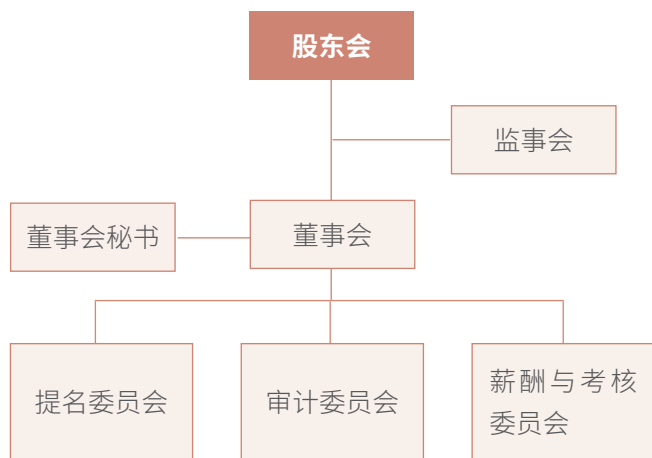 股东会
监事会
董事会秘书
董事会
提名委员会
审计委员会
薪酬与考核
委员会